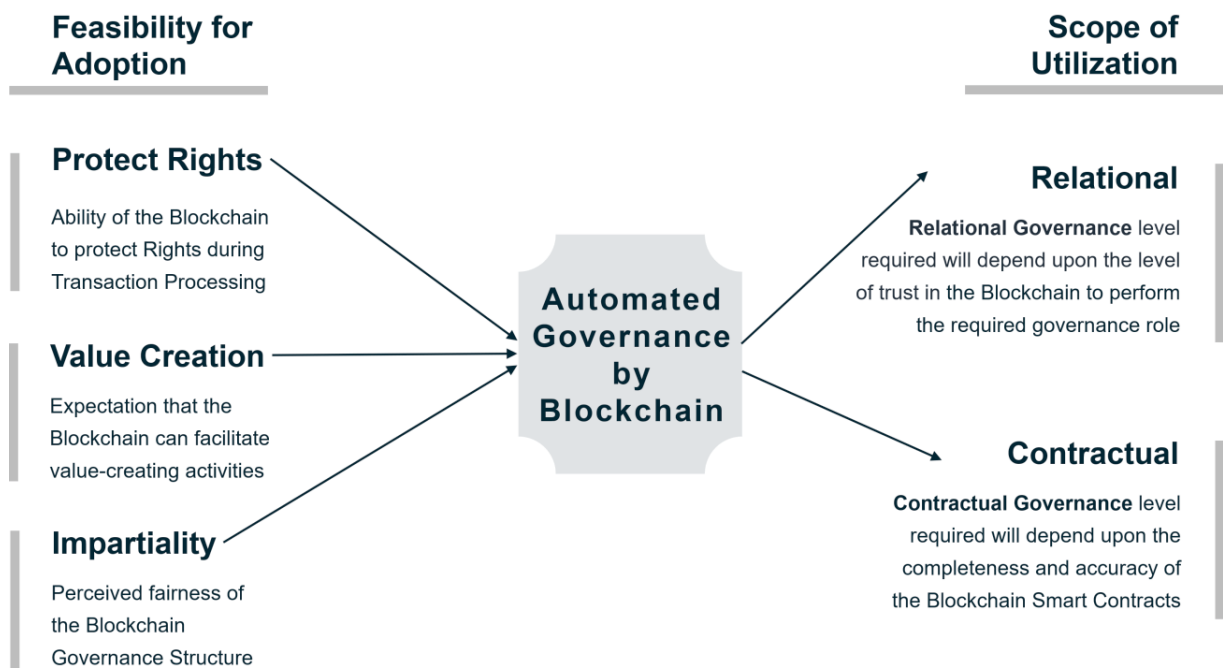 Feasibility for
Adoption
Protect Rights
Ability of the Blockchain
to protect Rights during
Transaction Processing
Value Creation
Expectation that the
Blockchain can facilitate
value-creating activities
Impartiality
Perceived fairness of
the Blockchain
Governance Structure
Automated
Governance
by
Blockchain
Scope of
Utilization
Relational
Relational Governance level
required will depend upon the level
of trust in the Blockchain to perform
the required governance role
Contractual
Contractual Governance level
required will depend upon the
completeness and accuracy of
the Blockchain Smart Contracts